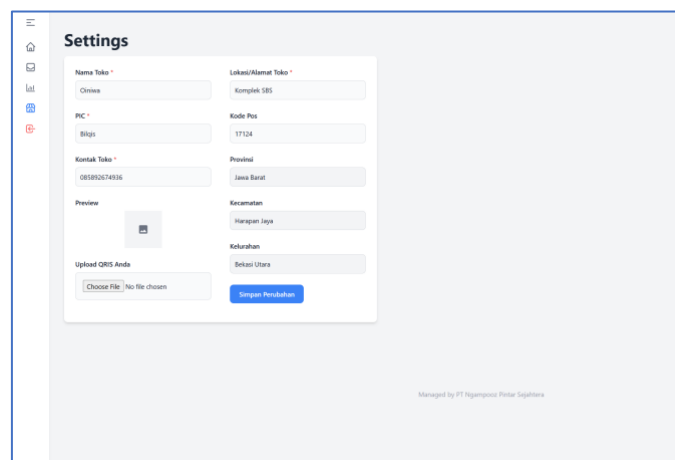 Settings
Nama Toko *
Oiniwa
PIC *
Bilqis
Kontak Toko *
085892674936
Preview
Upload QRIS Anda
Choose File No file chosen
Lokasi/Alamat Toko *
Komplek SBS
Kode Pos
17124
Provinsi
Jawa Barat
Kecamatan
Harapan Jaya
Kelurahan
Bekasi Utara
Simpan Perubahan
Managed by PT Ngampooz Pintar Sejahtera